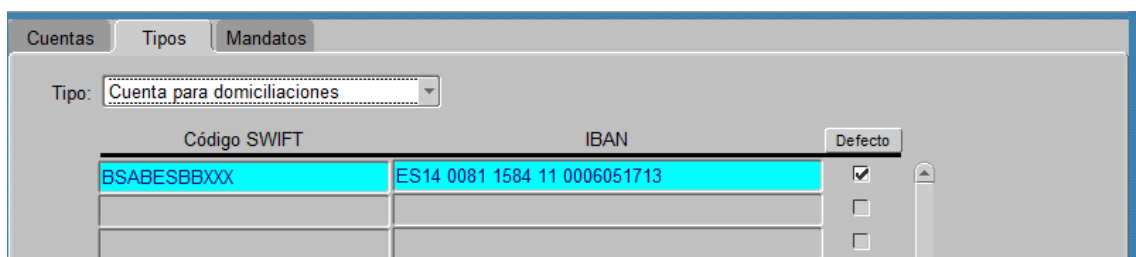 Cuentas Tipos Mandatos
Tipo: Cuenta para domiciliaciones
Código SWIFT IBAN Defecto
BSABESBBXXX ES14 0081 1584 11 0006051713